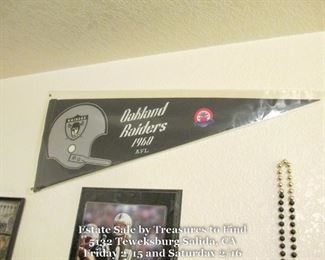 Oakland
Raiders
1960
AFL
Estate Sale by Treasures to Find
5132 Teweksburg Salida, CA
Friday 2/15 and Saturday 2/16